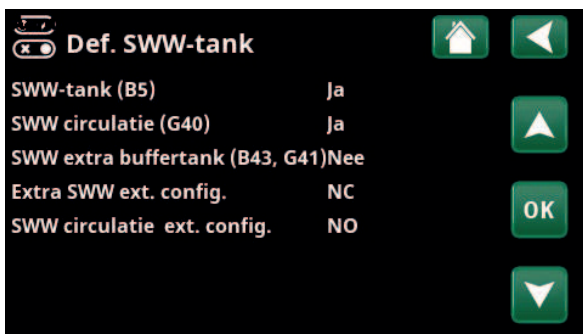 Def. SWW-tank
SWW-tank (B5) Ja
SWW circulatie (G40) Ja
SWW extra buffertank (B43, G41)Nee
Extra SWW ext. config. NC
SWW circulatie ext. config. NO
OK